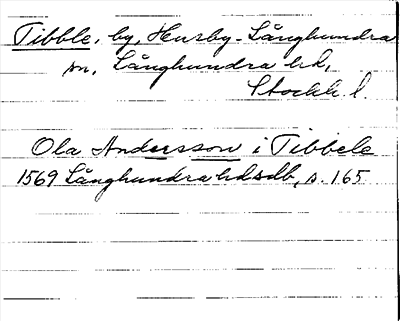 Tibble, by, Husby-Långhundra
sn, Långhundra hd,
Stockh. l.
Ola Andersson i Tibbele
1569 Långhundra hdsdb, s. 165